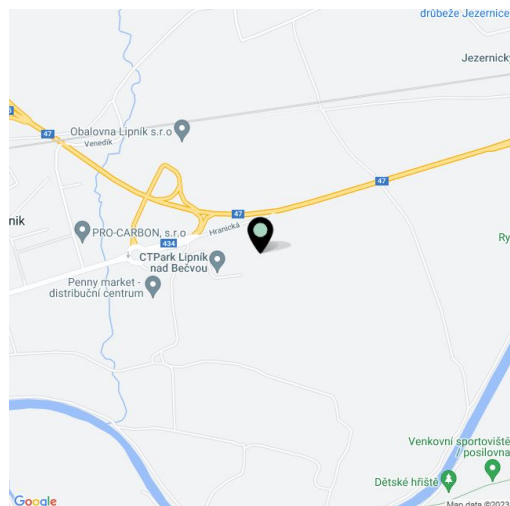 drůbeže Jezernice
Jezernický
Obalovna Lipník s.r.o
47
Venedik
47
47
Hranická
nik
PRO-CARBON, s.r.o
434
CTPark Lipník
nad Bečvou
Ry
Penny market -
distribuční centrum
Venkovní sportoviště
/ posilovna
Dětské hřiště
Google
Map data ©2023